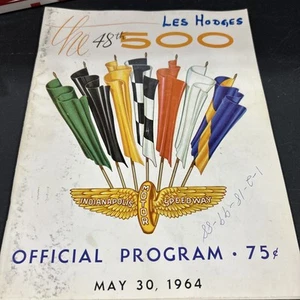 LES HODGES
the 48th 500
INDIANAPOLIS MOTOR SPEEDWAY
OFFICIAL PROGRAM · 75¢
MAY 30, 1964